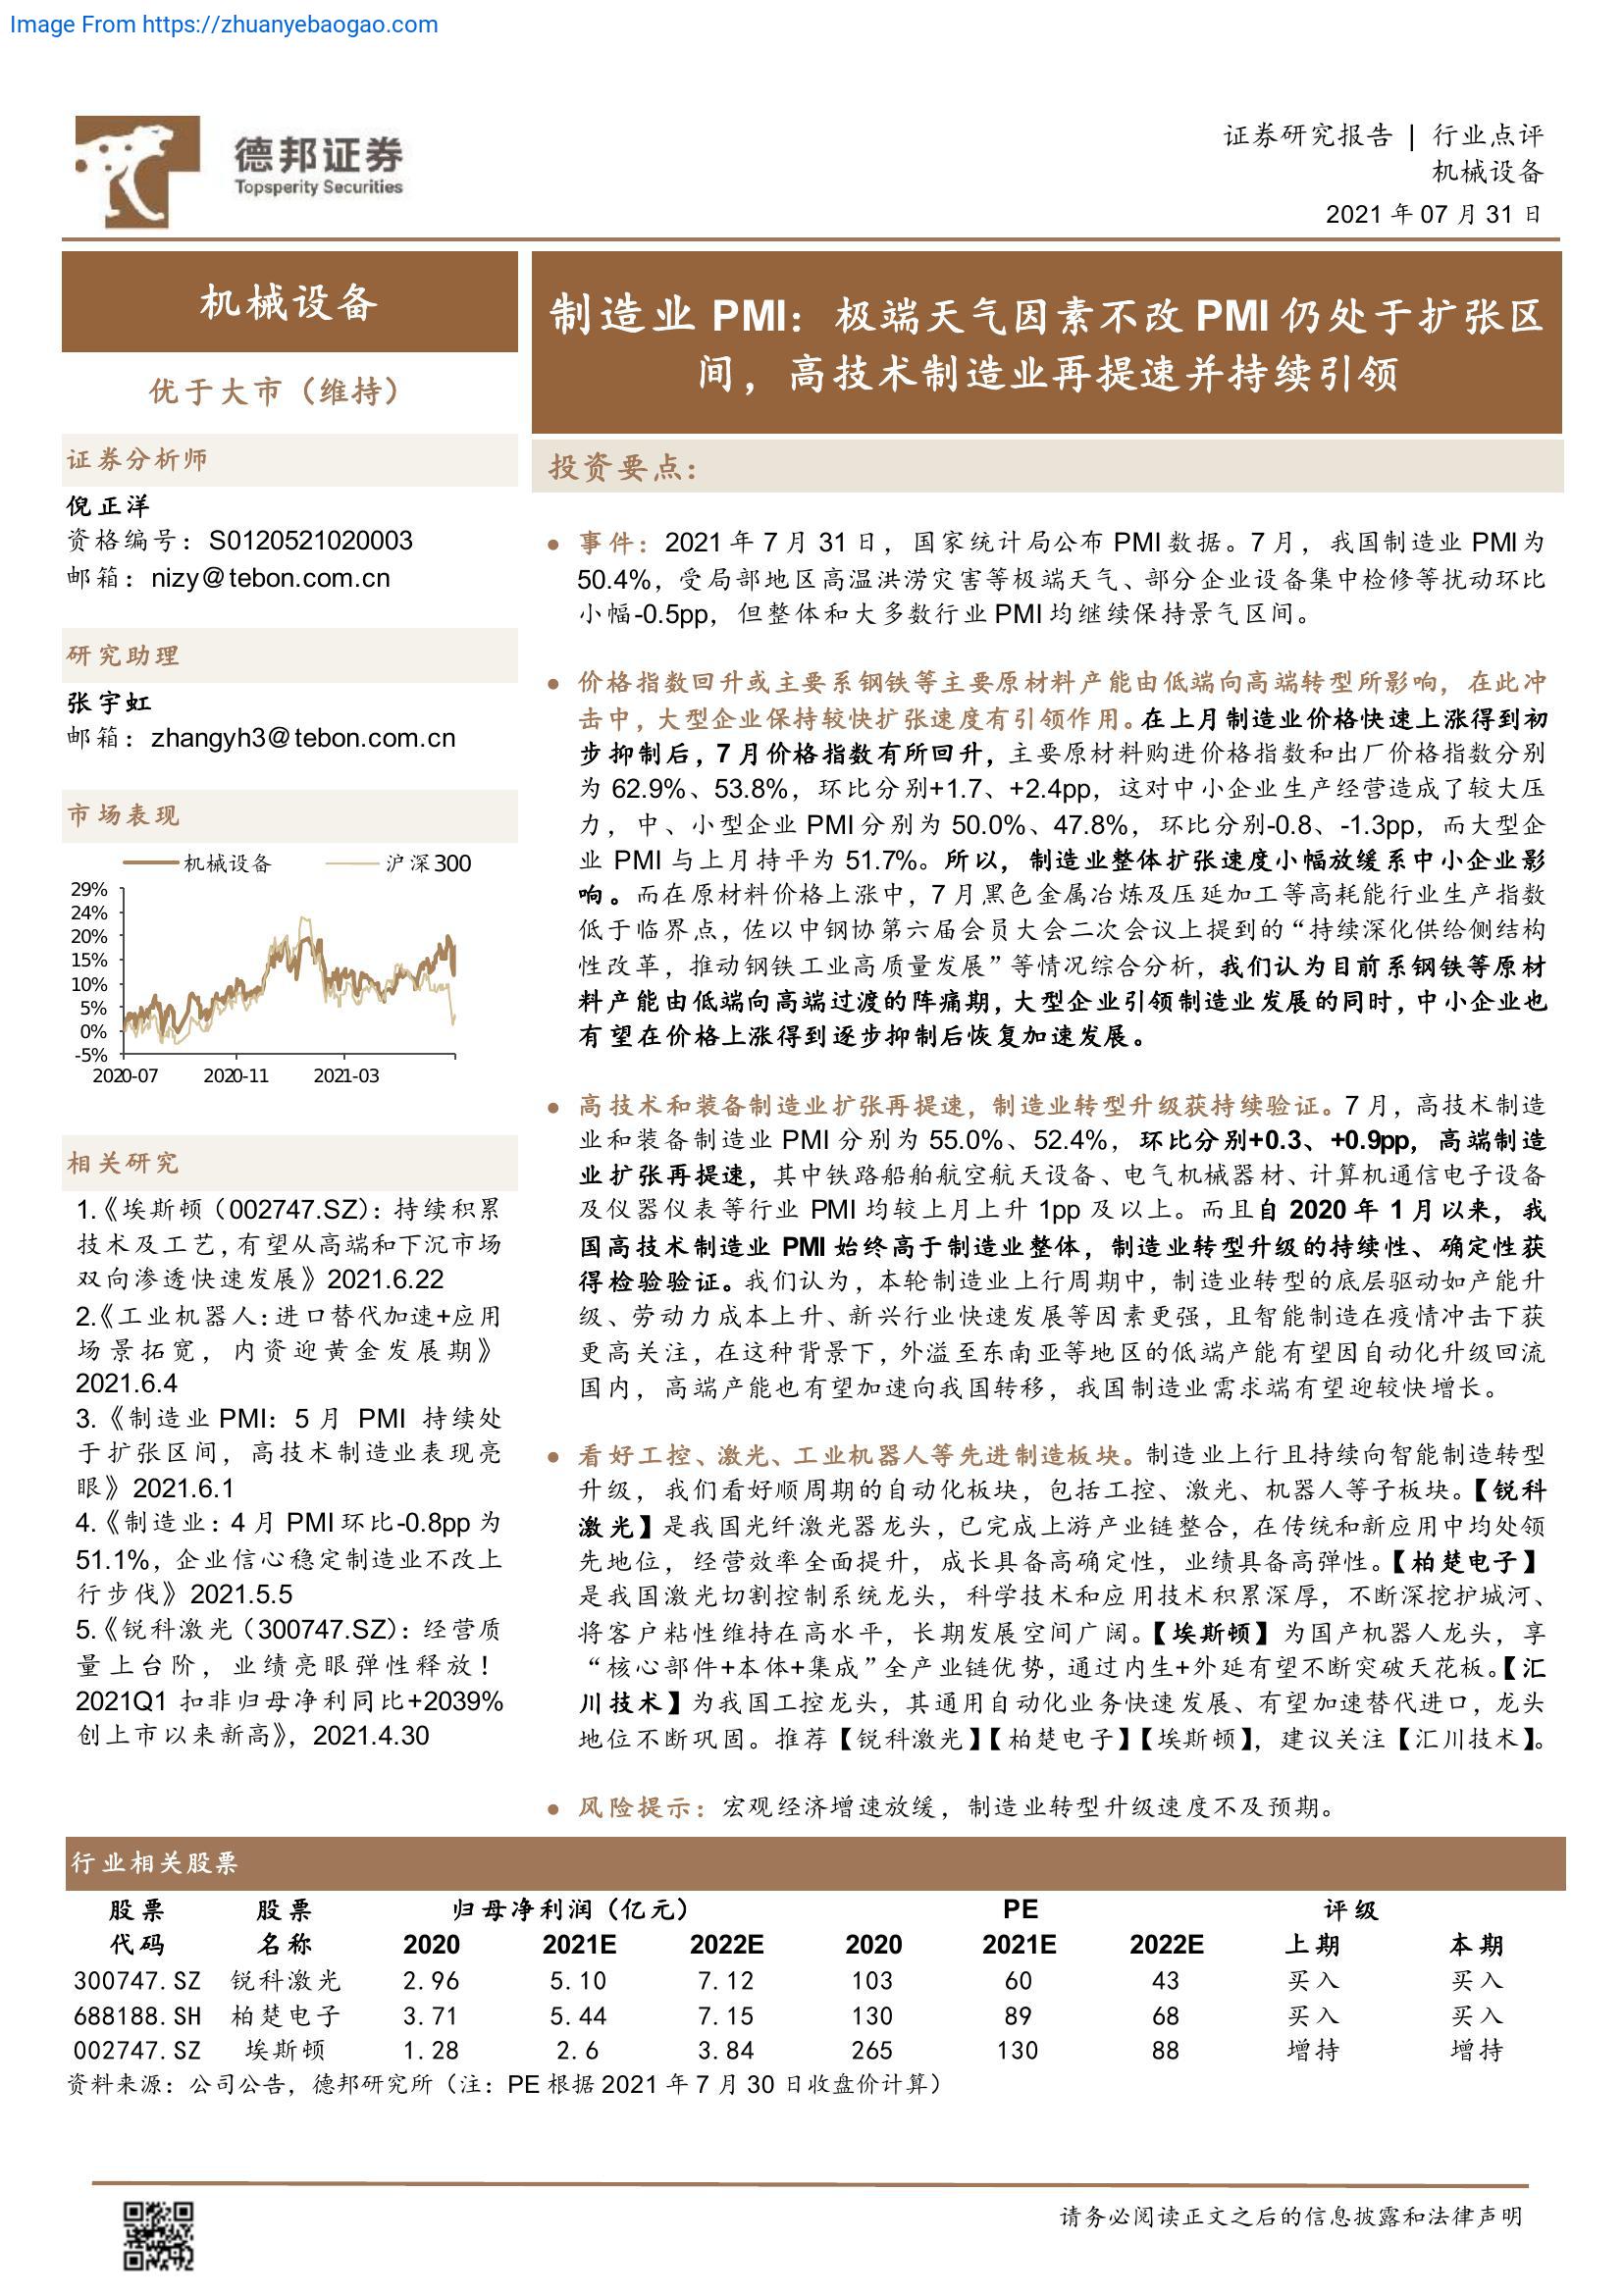 Image From https://zhuanyebaogao.com
德邦证券
Topsperity Securities
证券研究报告 | 行业点评
机械设备
2021 年 07 月 31 日
机械设备
优于大市（维持）
证券分析师
倪正洋
资格编号：S0120521020003
邮箱：nizy@tebon.com.cn
研究助理
张宇虹
邮箱：zhangyh3@tebon.com.cn
市场表现
机械设备 沪深300
29%
24%
20%
15%
10%
5%
0%
-5%
2020-07 2020-11 2021-03
相关研究
1.《埃斯顿（002747.SZ）：持续积累
技术及工艺，有望从高端和下沉市场
双向渗透快速发展》2021.6.22
2.《工业机器人：进口替代加速+应用
场景拓宽，内资迎黄金发展期》
2021.6.4
3.《制造业 PMI：5 月 PMI 持续处
于扩张区间，高技术制造业表现亮
眼》2021.6.1
4.《制造业：4 月 PMI 环比-0.8pp 为
51.1%，企业信心稳定制造业不改上
行步伐》2021.5.5
5.《锐科激光（300747.SZ）：经营质
量上台阶，业绩亮眼弹性释放！
2021Q1 扣非归母净利同比+2039%
创上市以来新高》，2021.4.30
制造业 PMI：极端天气因素不改 PMI 仍处于扩张区
间，高技术制造业再提速并持续引领
投资要点：
● 事件：2021 年 7 月 31 日，国家统计局公布 PMI 数据。7 月，我国制造业 PMI 为
50.4%，受局部地区高温洪涝灾害等极端天气、部分企业设备集中检修等扰动环比
小幅-0.5pp，但整体和大多数行业 PMI 均继续保持景气区间。
● 价格指数回升或主要系钢铁等主要原材料产能由低端向高端转型所影响，在此冲
击中，大型企业保持较快扩张速度有引领作用。在上月制造业价格快速上涨得到初
步抑制后，7 月价格指数有所回升，主要原材料购进价格指数和出厂价格指数分别
为 62.9%、53.8%，环比分别+1.7、+2.4pp，这对中小企业生产经营造成了较大压
力，中、小型企业 PMI 分别为 50.0%、47.8%，环比分别-0.8、-1.3pp，而大型企
业 PMI 与上月持平为 51.7%。所以，制造业整体扩张速度小幅放缓系中小企业影
响。而在原材料价格上涨中，7 月黑色金属冶炼及压延加工等高耗能行业生产指数
低于临界点，佐以中钢协第六届会员大会二次会议上提到的“持续深化供给侧结构
性改革，推动钢铁工业高质量发展”等情况综合分析，我们认为目前系钢铁等原材
料产能由低端向高端过渡的阵痛期，大型企业引领制造业发展的同时，中小企业也
有望在价格上涨得到逐步抑制后恢复加速发展。
● 高技术和装备制造业扩张再提速，制造业转型升级获持续验证。7 月，高技术制造
业和装备制造业 PMI 分别为 55.0%、52.4%，环比分别+0.3、+0.9pp，高端制造
业扩张再提速，其中铁路船舶航空航天设备、电气机械器材、计算机通信电子设备
及仪器仪表等行业 PMI 均较上月上升 1pp 及以上。而且自 2020 年 1 月以来，我
国高技术制造业 PMI 始终高于制造业整体，制造业转型升级的持续性、确定性获
得检验验证。我们认为，本轮制造业上行周期中，制造业转型的底层驱动如产能升
级、劳动力成本上升、新兴行业快速发展等因素更强，且智能制造在疫情冲击下获
更高关注，在这种背景下，外溢至东南亚等地区的低端产能有望因自动化升级回流
国内，高端产能也有望加速向我国转移，我国制造业需求端有望迎较快增长。
● 看好工控、激光、工业机器人等先进制造板块。制造业上行且持续向智能制造转型
升级，我们看好顺周期的自动化板块，包括工控、激光、机器人等子板块。【锐科
激光】是我国光纤激光器龙头，已完成上游产业链整合，在传统和新应用中均处领
先地位，经营效率全面提升，成长具备高确定性，业绩具备高弹性。【柏楚电子】
是我国激光切割控制系统龙头，科学技术和应用技术积累深厚，不断深挖护城河、
将客户粘性维持在高水平，长期发展空间广阔。【埃斯顿】为国产机器人龙头，享
“核心部件+本体+集成”全产业链优势，通过内生+外延有望不断突破天花板。【汇
川技术】为我国工控龙头，其通用自动化业务快速发展、有望加速替代进口，龙头
地位不断巩固。推荐【锐科激光】【柏楚电子】【埃斯顿】，建议关注【汇川技术】。
● 风险提示：宏观经济增速放缓，制造业转型升级速度不及预期。
行业相关股票
股票 股票 归母净利润（亿元） PE 评级
代码 名称 2020 2021E 2022E 2020 2021E 2022E 上期 本期
300747.SZ 锐科激光 2.96 5.10 7.12 103 60 43 买入 买入
688188.SH 柏楚电子 3.71 5.44 7.15 130 89 68 买入 买入
002747.SZ 埃斯顿 1.28 2.6 3.84 265 130 88 增持 增持
资料来源：公司公告，德邦研究所（注：PE 根据 2021 年 7 月 30 日收盘价计算）
请务必阅读正文之后的信息披露和法律声明